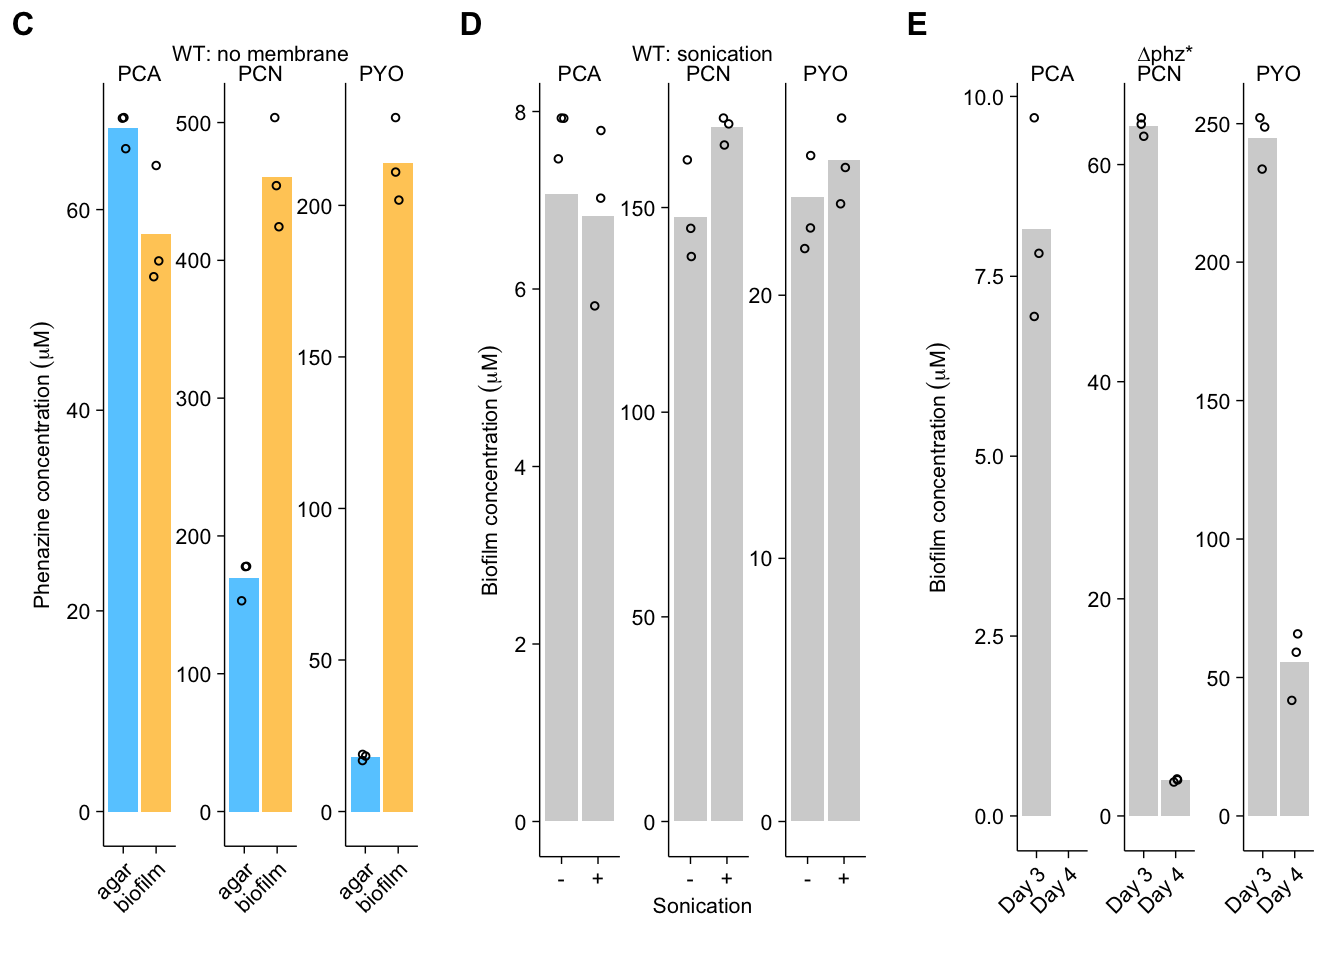 C
WT: no membrane
PCA PCN PYO
Phenazine concentration (μM)
60
40
20
0
500
400
300
200
100
0
200
150
100
50
0
agar
biofilm
agar
biofilm
agar
biofilm
D
WT: sonication
PCA PCN PYO
Biofilm concentration (μM)
8
6
4
2
0
150
100
50
0
20
10
0
- + - + - +
Sonication
E
Δphz*
PCA PCN PYO
Biofilm concentration (μM)
10.0
7.5
5.0
2.5
0.0
60
40
20
0
250
200
150
100
50
0
Day 3
Day 4
Day 3
Day 4
Day 3
Day 4